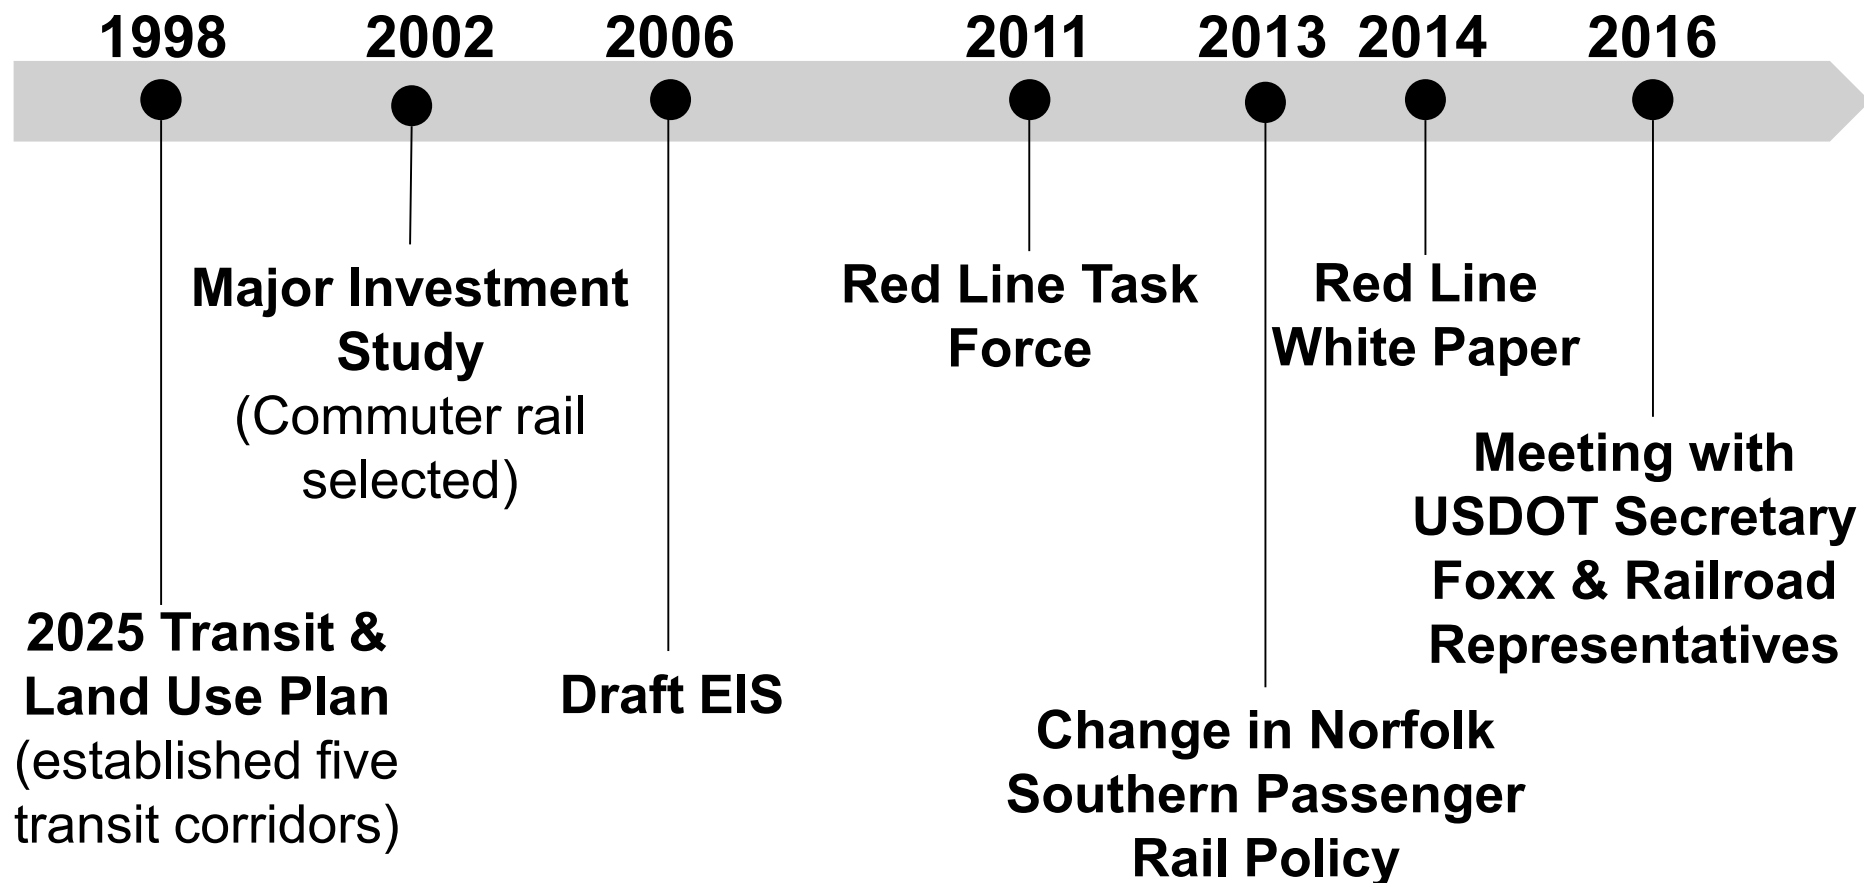 1998 2002 2006 2011 2013 2014 2016
Major Investment
Study
(Commuter rail
selected)
Red Line Task
Force
Red Line
White Paper
Meeting with
USDOT Secretary
Foxx & Railroad
Representatives
2025 Transit &
Land Use Plan
(established five
transit corridors)
Draft EIS
Change in Norfolk
Southern Passenger
Rail Policy